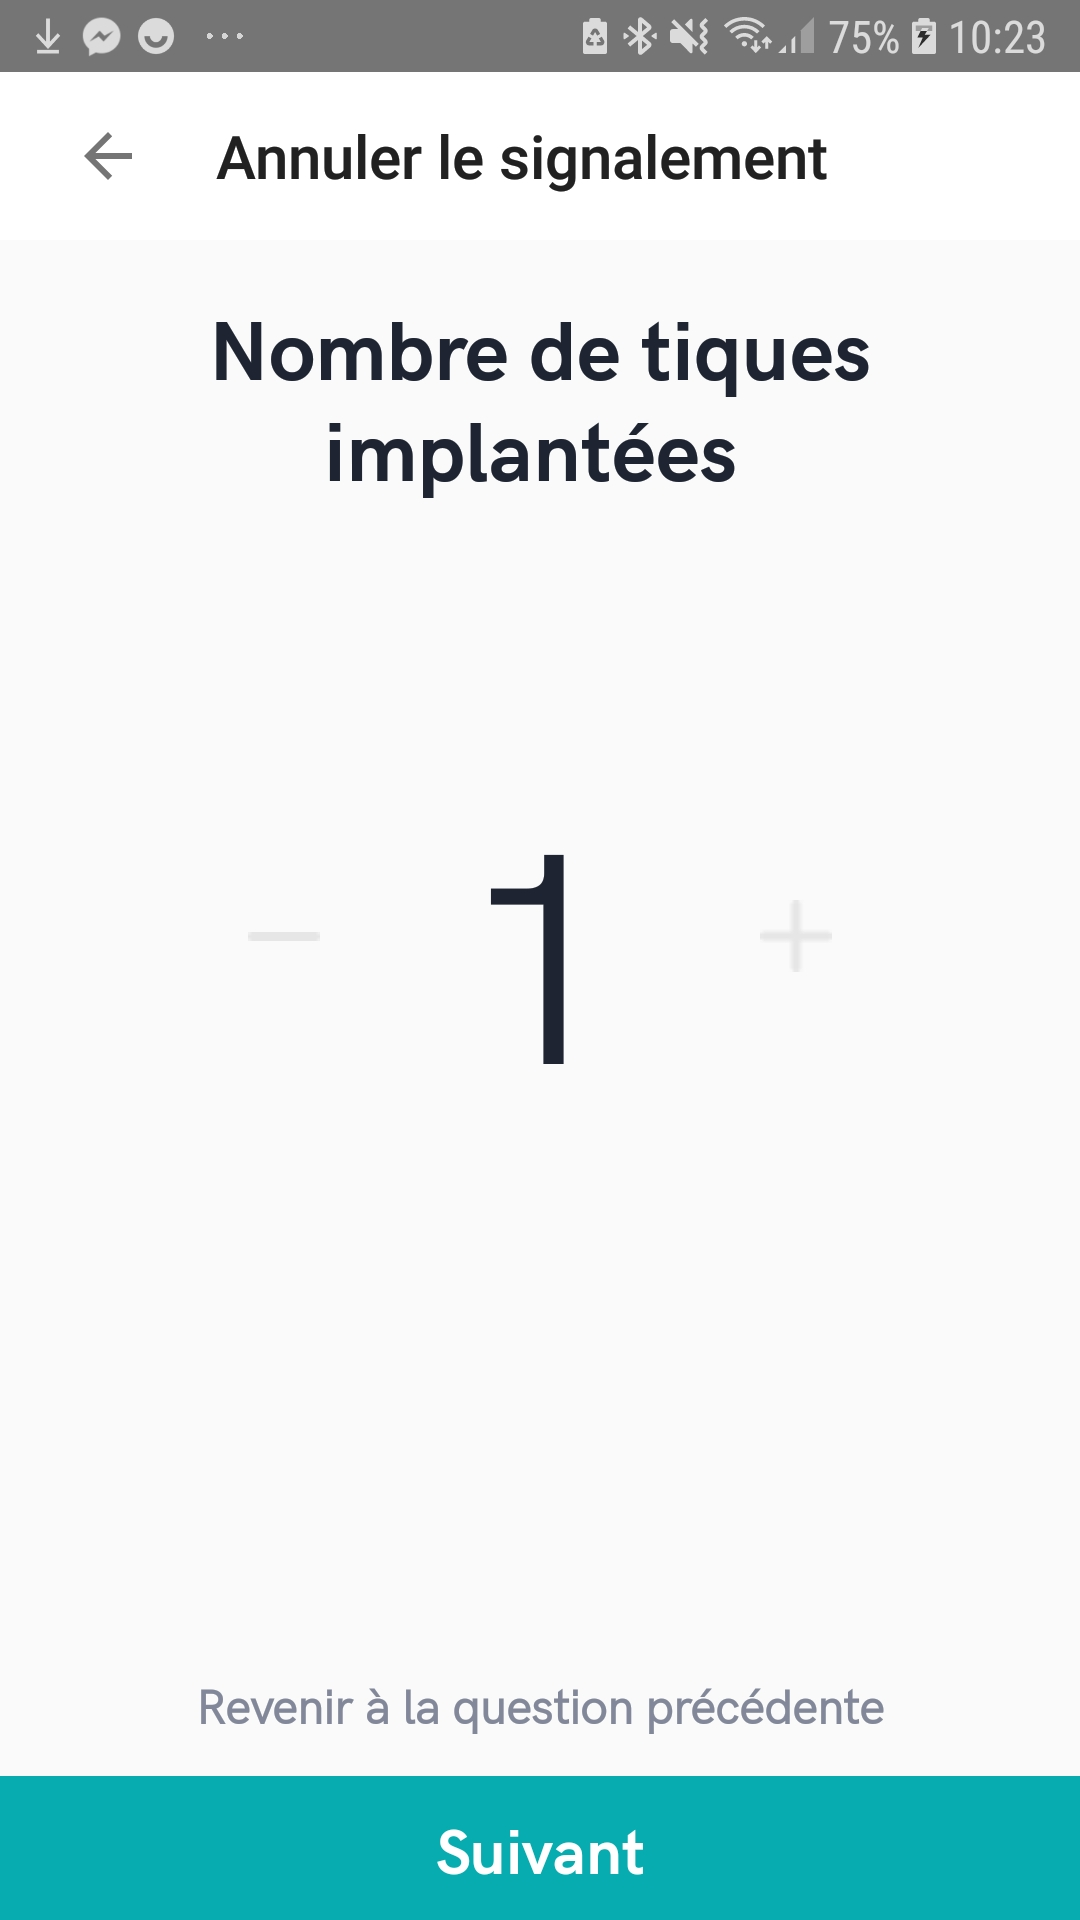 75% 10:23
Annuler le signalement
Nombre de tiques
implantées
1
Revenir à la question précédente
Suivant